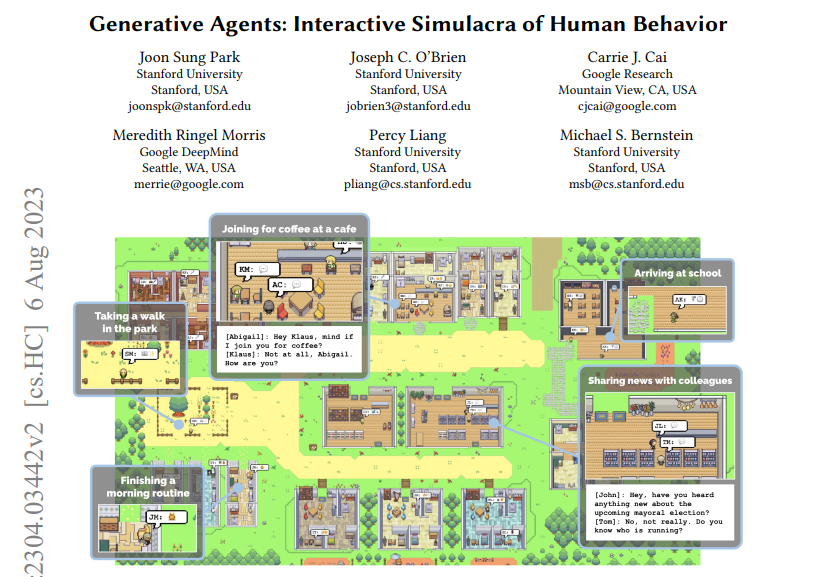 Generative Agents: Interactive Simulacra of Human Behavior
Joon Sung Park
Stanford University
Stanford, USA
joonspk@stanford.edu
Joseph C. O'Brien
Stanford University
Stanford, USA
jobrien3@stanford.edu
Carrie J. Cai
Google Research
Mountain View, CA, USA
cjcai@google.com
Meredith Ringel Morris
Google DeepMind
Seattle, WA, USA
merrie@google.com
Percy Liang
Stanford University
Stanford, USA
pliang@cs.stanford.edu
Michael S. Bernstein
Stanford University
Stanford, USA
msb@cs.stanford.edu
2304.03442v2 [cs.HC] 6 Aug 2023
Joining for coffee at a cafe
KM:
AC:
[Abigail]: Hey Klaus, mind if
I join you for coffee?
[Klaus]: Not at all, Abigail.
How are you?
Taking a walk
in the park
SM:
Arriving at school
AK:
Sharing news with colleagues
JL:
TM:
[John]: Hey, have you heard
anything new about the
upcoming mayoral election?
[Tom]: No, not really. Do you
know who is running?
Finishing a
morning routine
JM: